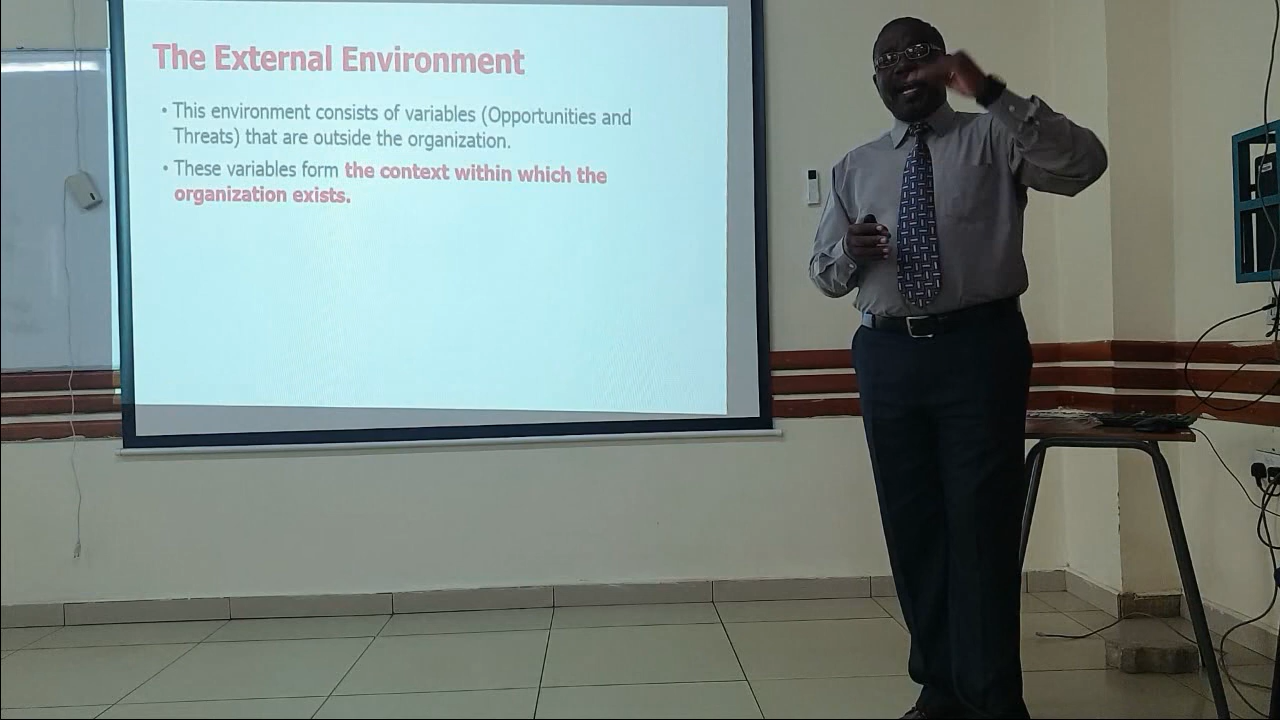 The External Environment
• This environment consists of variables (Opportunities and
Threats) that are outside the organization.
• These variables form the context within which the
organization exists.